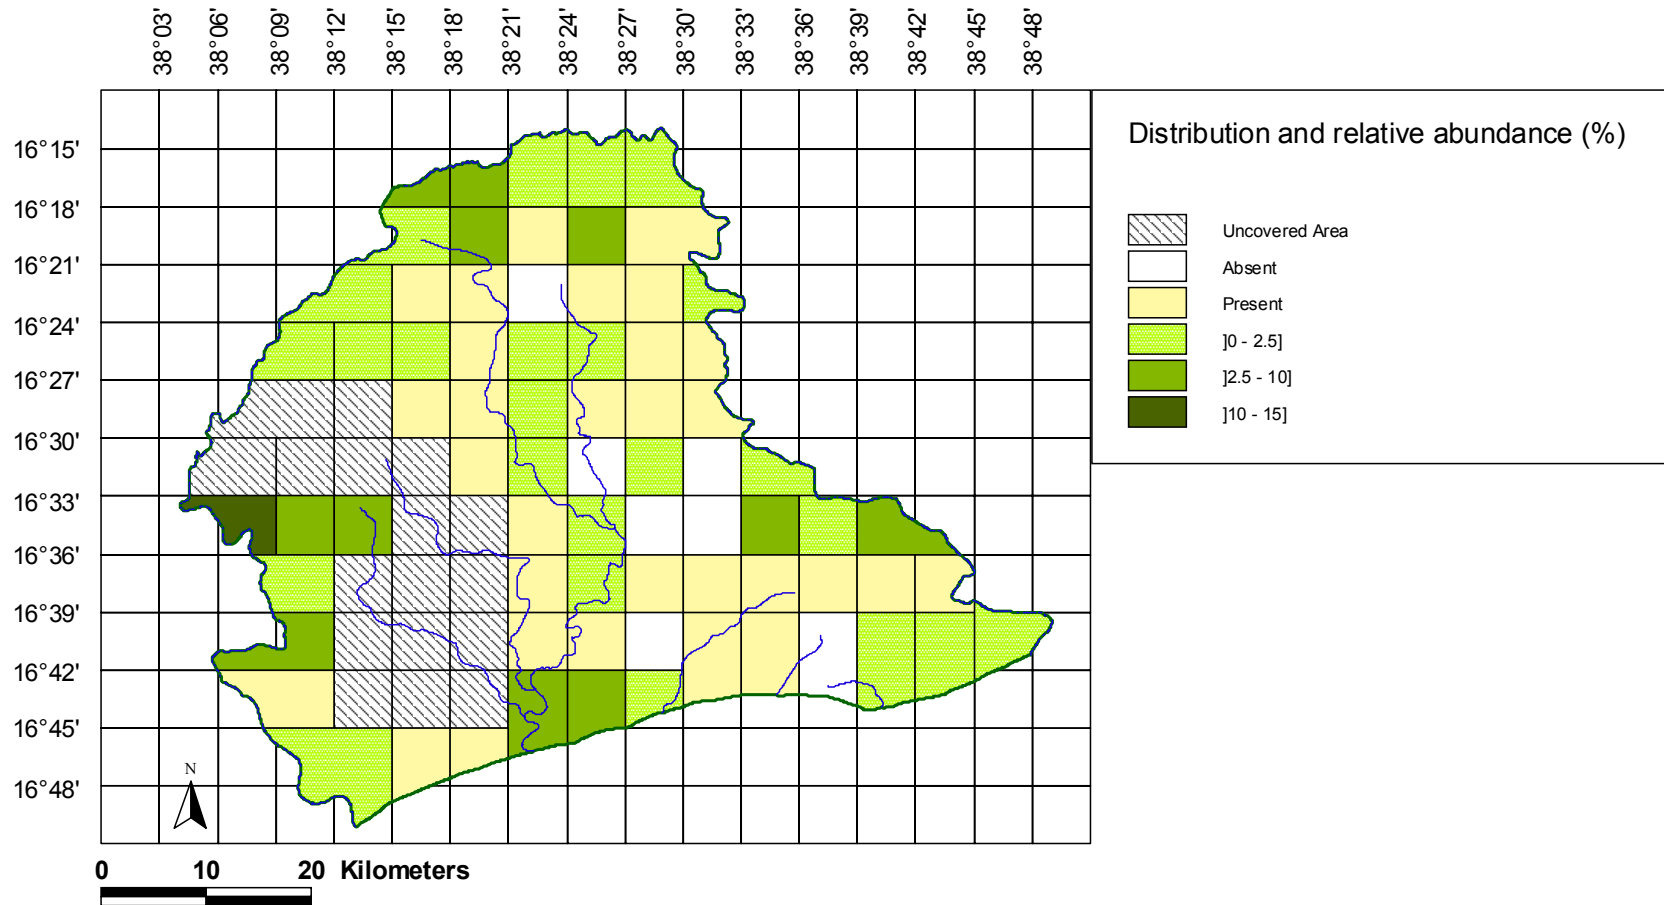 38°03' 38°06' 38°09' 38°12' 38°15' 38°18' 38°21' 38°24' 38°27' 38°30' 38°33' 38°36' 38°39' 38°42' 38°45' 38°48'
Distribution and relative abundance (%)
16°15'
16°18'
16°21'
16°24'
16°27'
16°30'
16°33'
16°36'
16°39'
16°42'
16°45'
16°48'
Uncovered Area
Absent
Present
]0 - 2.5]
]2.5 - 10]
]10 - 15]
N
0 10 20 Kilometers